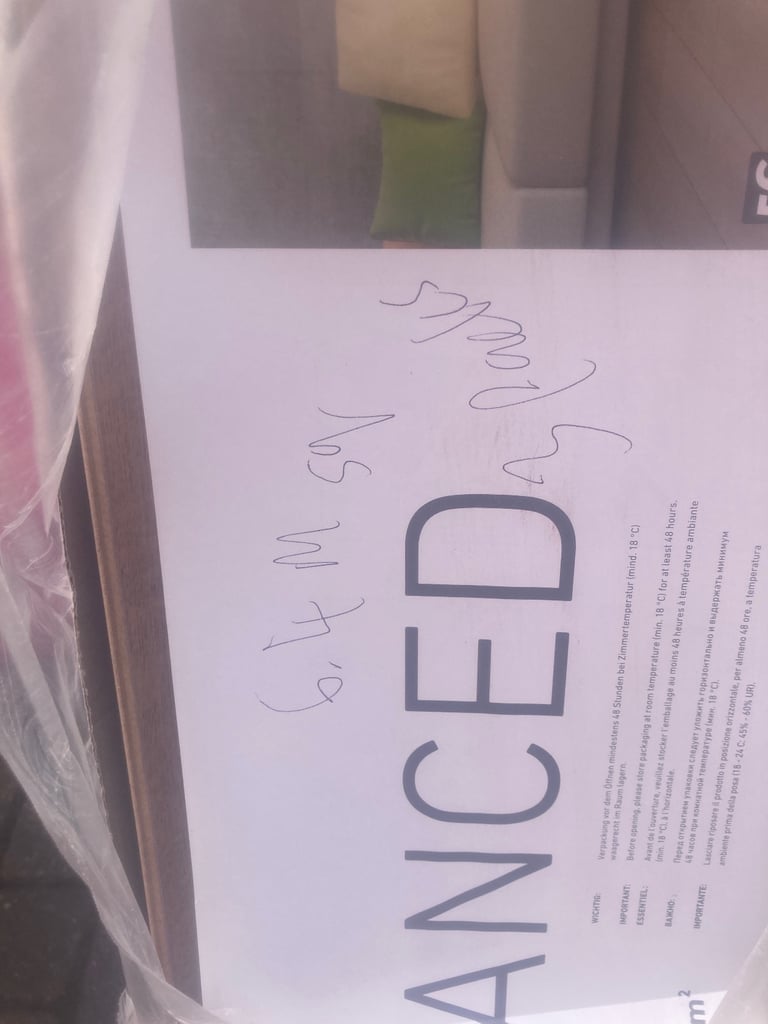 6.4 M sqr
3 Packs
ANCED
WICHTIG: Verpackung vor dem Öffnen mindestens 48 Stunden bei Zimmertemperatur (mind. 18 °C)
waagerecht im Raum lagern.
IMPORTANT: Before opening, please store packaging at room temperature (min. 18 °C) for at least 48 hours.
ESSENTIEL: Avant de l'ouverture, veuillez stocker l'emballage au moins 48 heures à température ambiante
(min. 18 °C), à l'horizontale.
ВАЖНО: Перед открытием упаковки следует уложить горизонтально и выдержать минимум
48 часов при комнатной температуре (мин. 18 °C).
IMPORTANTE: Lasciare riposare il prodotto in posizione orizzontale, per almeno 48 ore, a temperatura
ambiente prima della posa (18 - 24 C; 45% - 60% UR).
m²